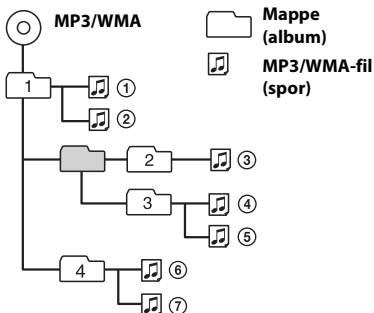 MP3/WMA
Mappe
(album)
MP3/WMA-fil
(spor)
1
①
②
2
③
3
④
⑤
4
⑥
⑦